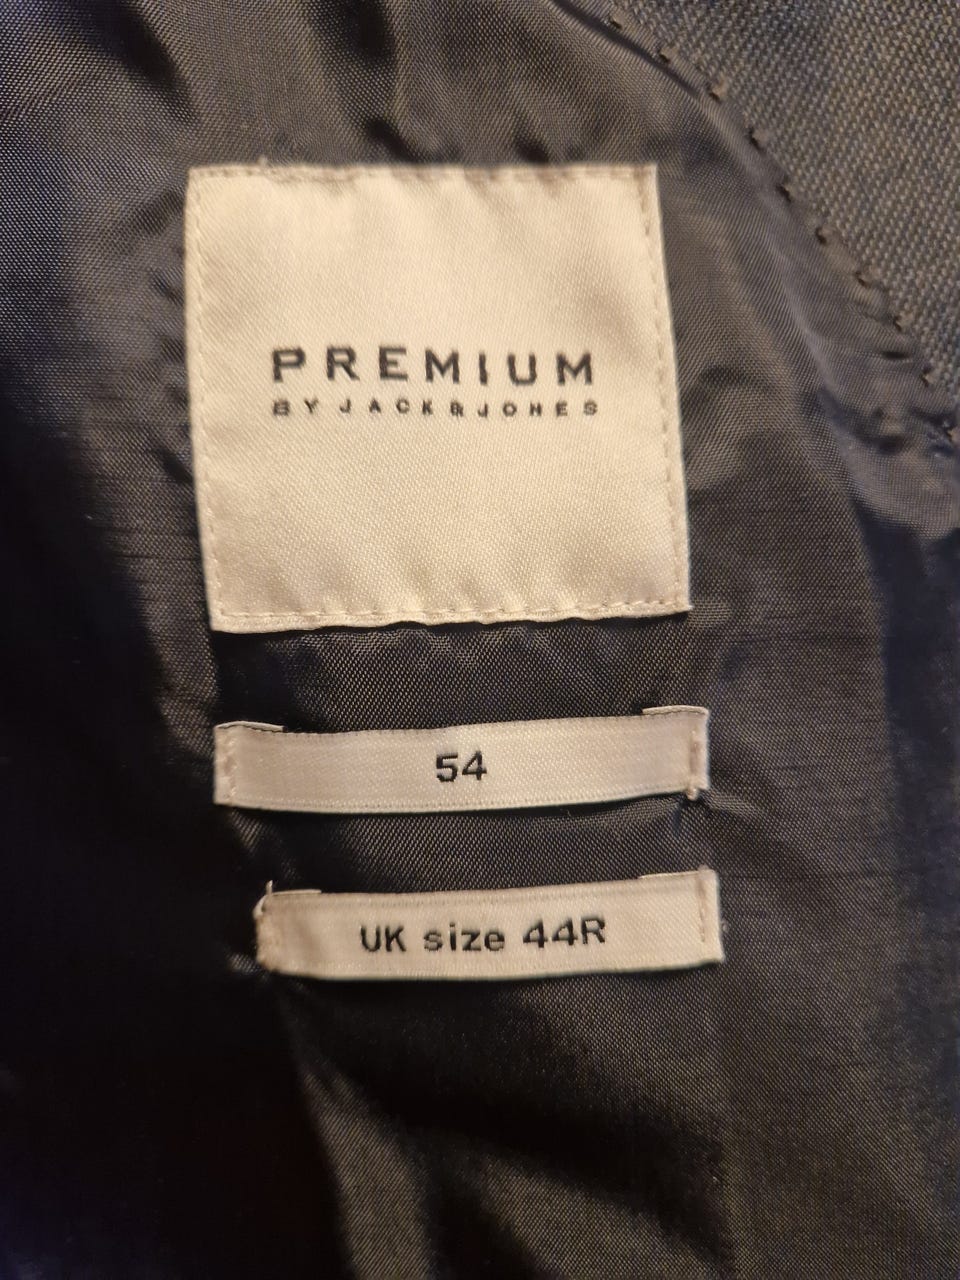 PREMIUM
BY JACK&JONES
54
UK size 44R